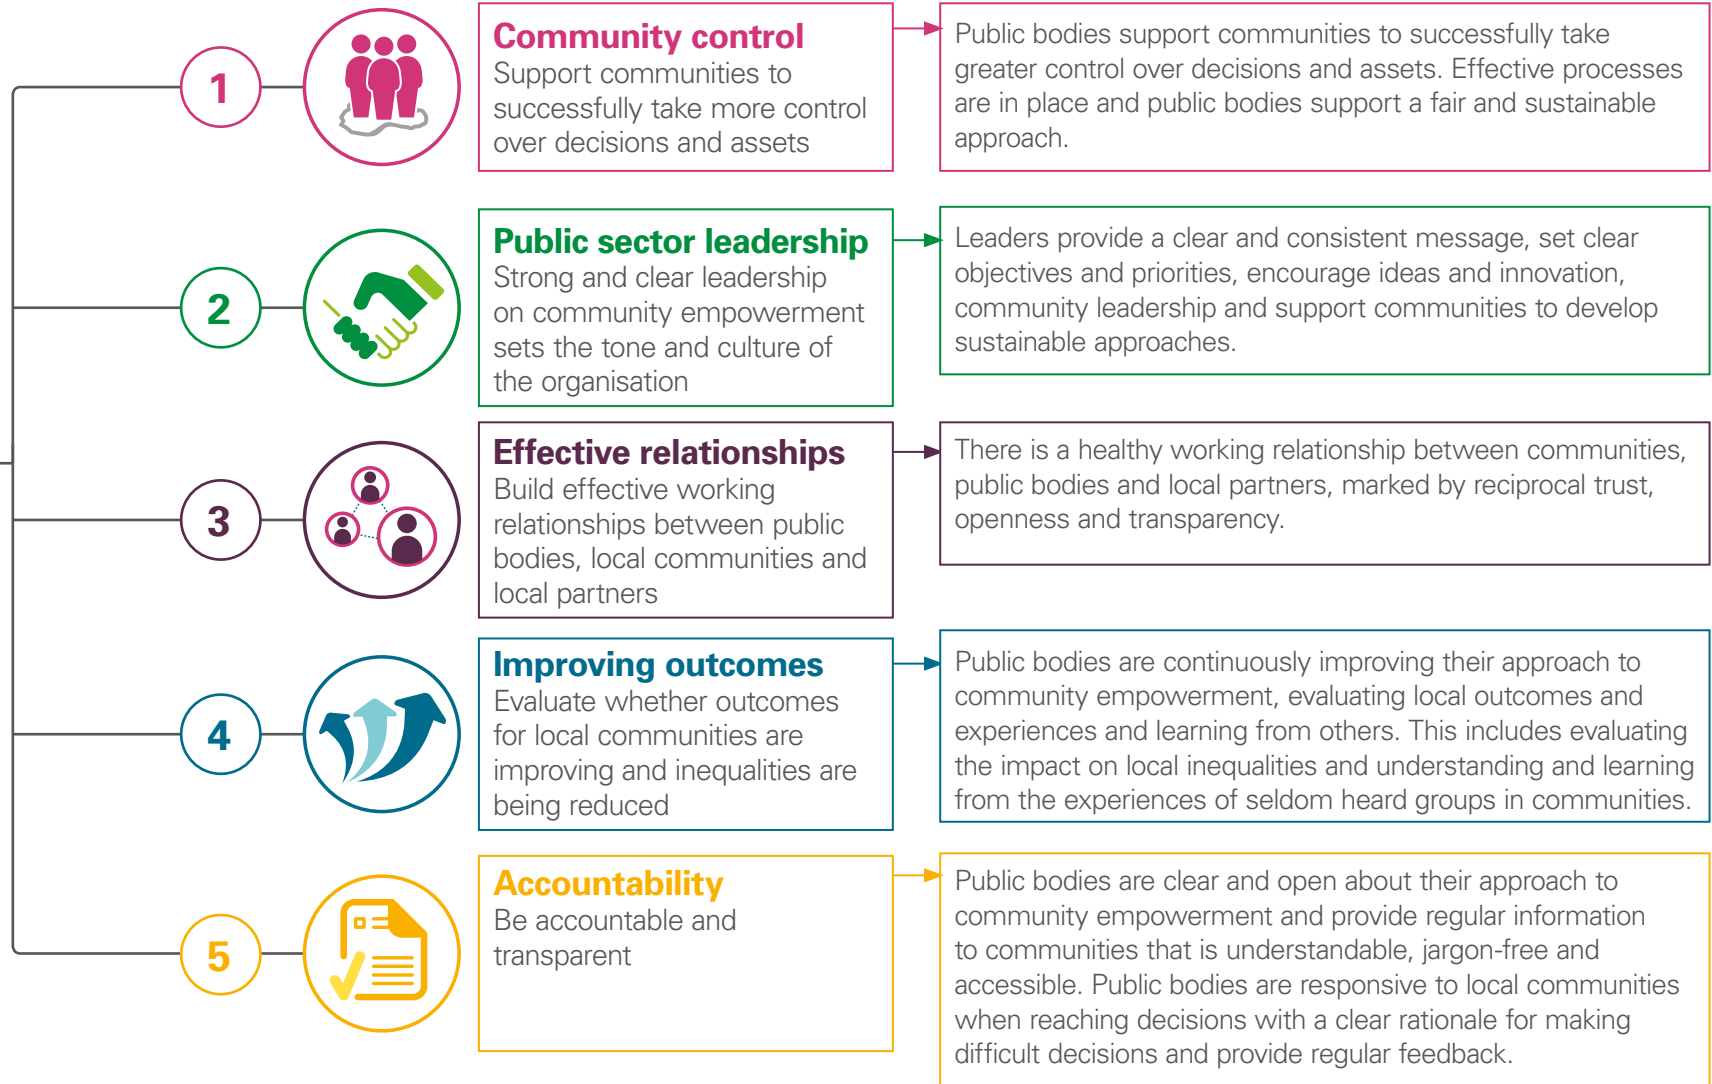 1
Community control
Support communities to
successfully take more control
over decisions and assets
Public bodies support communities to successfully take
greater control over decisions and assets. Effective processes
are in place and public bodies support a fair and sustainable
approach.
2
Public sector leadership
Strong and clear leadership
on community empowerment
sets the tone and culture of
the organisation
Leaders provide a clear and consistent message, set clear
objectives and priorities, encourage ideas and innovation,
community leadership and support communities to develop
sustainable approaches.
3
Effective relationships
Build effective working
relationships between public
bodies, local communities and
local partners
There is a healthy working relationship between communities,
public bodies and local partners, marked by reciprocal trust,
openness and transparency.
4
Improving outcomes
Evaluate whether outcomes
for local communities are
improving and inequalities are
being reduced
Public bodies are continuously improving their approach to
community empowerment, evaluating local outcomes and
experiences and learning from others. This includes evaluating
the impact on local inequalities and understanding and learning
from the experiences of seldom heard groups in communities.
5
Accountability
Be accountable and
transparent
Public bodies are clear and open about their approach to
community empowerment and provide regular information
to communities that is understandable, jargon-free and
accessible. Public bodies are responsive to local communities
when reaching decisions with a clear rationale for making
difficult decisions and provide regular feedback.